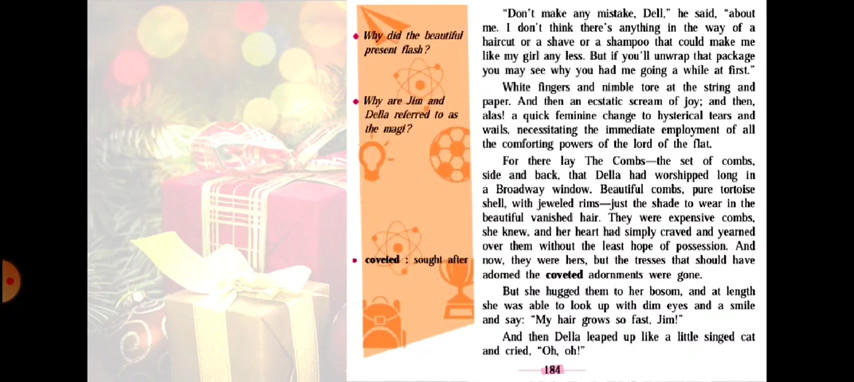 Why did the beautiful
present flash?
Why are Jim and
Della referred to as
the magi?
coveted : sought after
"Don't make any mistake, Dell," he said, "about
me. I don't think there's anything in the way of a
haircut or a shave or a shampoo that could make me
like my girl any less. But if you'll unwrap that package
you may see why you had me going a while at first."
White fingers and nimble tore at the string and
paper. And then an ecstatic scream of joy; and then,
alas! a quick feminine change to hysterical tears and
wails, necessitating the immediate employment of all
the comforting powers of the lord of the flat.
For there lay The Combs—the set of combs,
side and back, that Della had worshipped long in
a Broadway window. Beautiful combs, pure tortoise
shell, with jeweled rims—just the shade to wear in the
beautiful vanished hair. They were expensive combs,
she knew, and her heart had simply craved and yearned
over them without the least hope of possession. And
now, they were hers, but the tresses that should have
adorned the coveted adornments were gone.
But she hugged them to her bosom, and at length
she was able to look up with dim eyes and a smile
and say: "My hair grows so fast, Jim!"
And then Della leaped up like a little singed cat
and cried, "Oh, oh!"
184